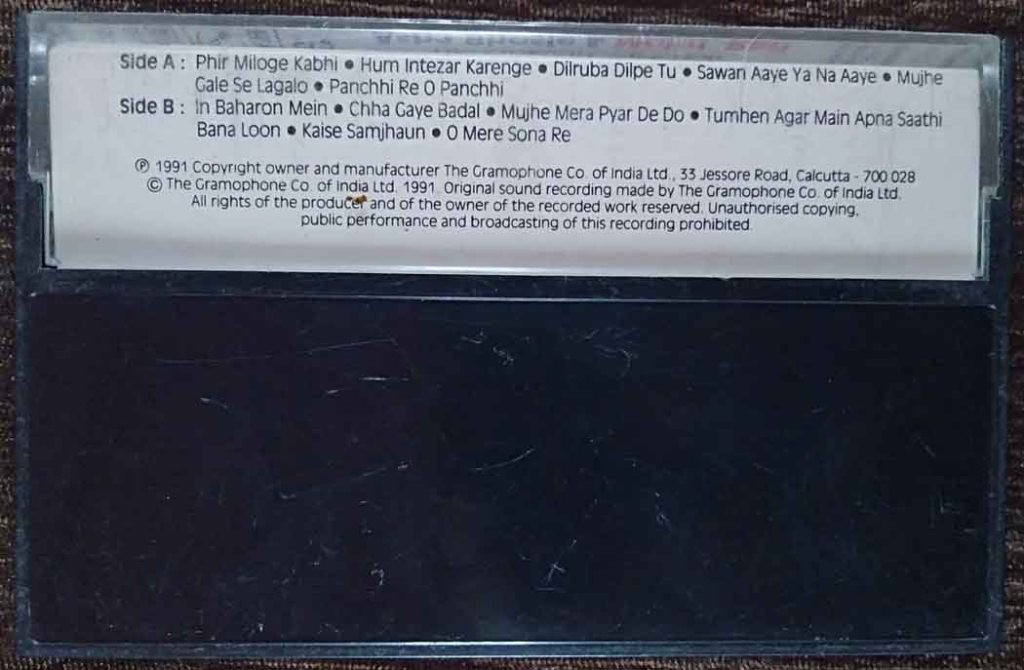 Side A : Phir Miloge Kabhi ● Hum Intezar Karenge ● Dilruba Dilpe Tu ● Sawan Aaye Ya Na Aaye ● Mujhe
Gale Se Lagalo ● Panchhi Re O Panchhi
Side B : In Baharon Mein ● Chha Gaye Badal ● Mujhe Mera Pyar De Do ● Tumhen Agar Main Apna Saathi
Bana Loon ● Kaise Samjhaun ● O Mere Sona Re
℗ 1991 Copyright owner and manufacturer The Gramophone Co. of India Ltd., 33 Jessore Road, Calcutta - 700 028
© The Gramophone Co. of India Ltd. 1991. Original sound recording made by The Gramophone Co. of India Ltd.
All rights of the producer and of the owner of the recorded work reserved. Unauthorised copying,
public performance and broadcasting of this recording prohibited.